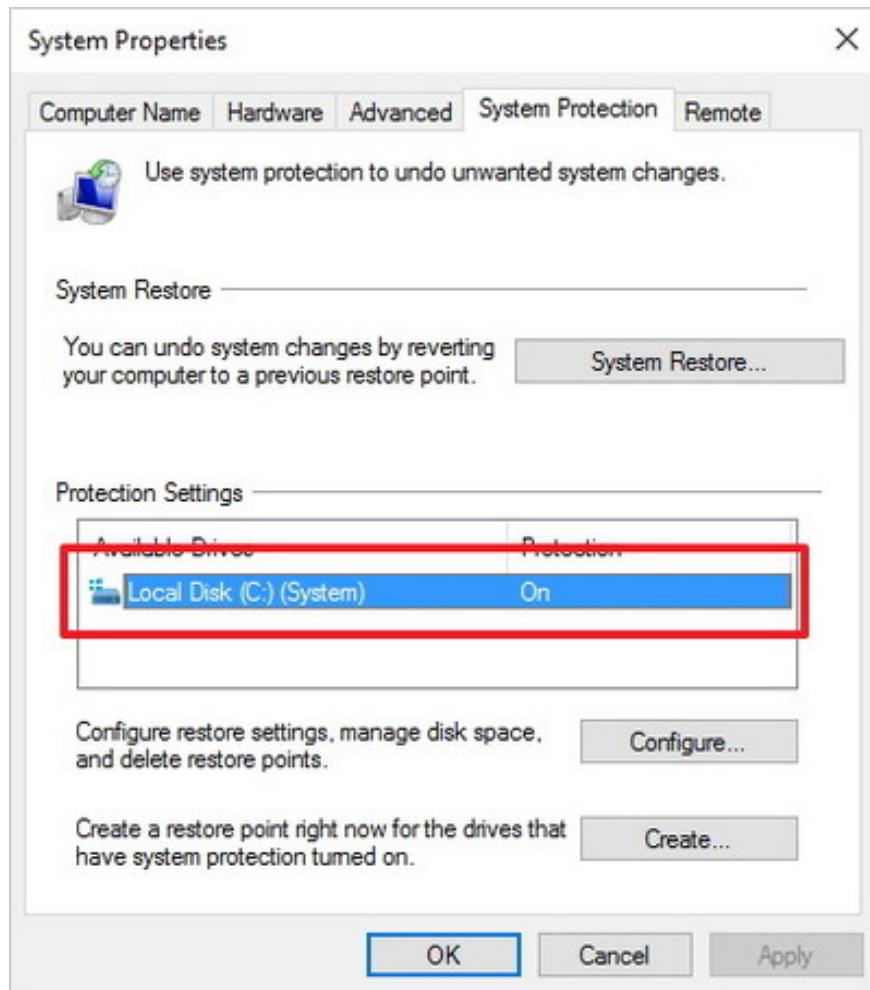 System Properties
Computer Name Hardware Advanced System Protection Remote
Use system protection to undo unwanted system changes.
System Restore
You can undo system changes by reverting
your computer to a previous restore point.
System Restore...
Protection Settings
Available Drives Protection
Local Disk (C:) (System) On
Configure restore settings, manage disk space,
and delete restore points.
Configure...
Create a restore point right now for the drives that
have system protection turned on.
Create...
OK Cancel Apply